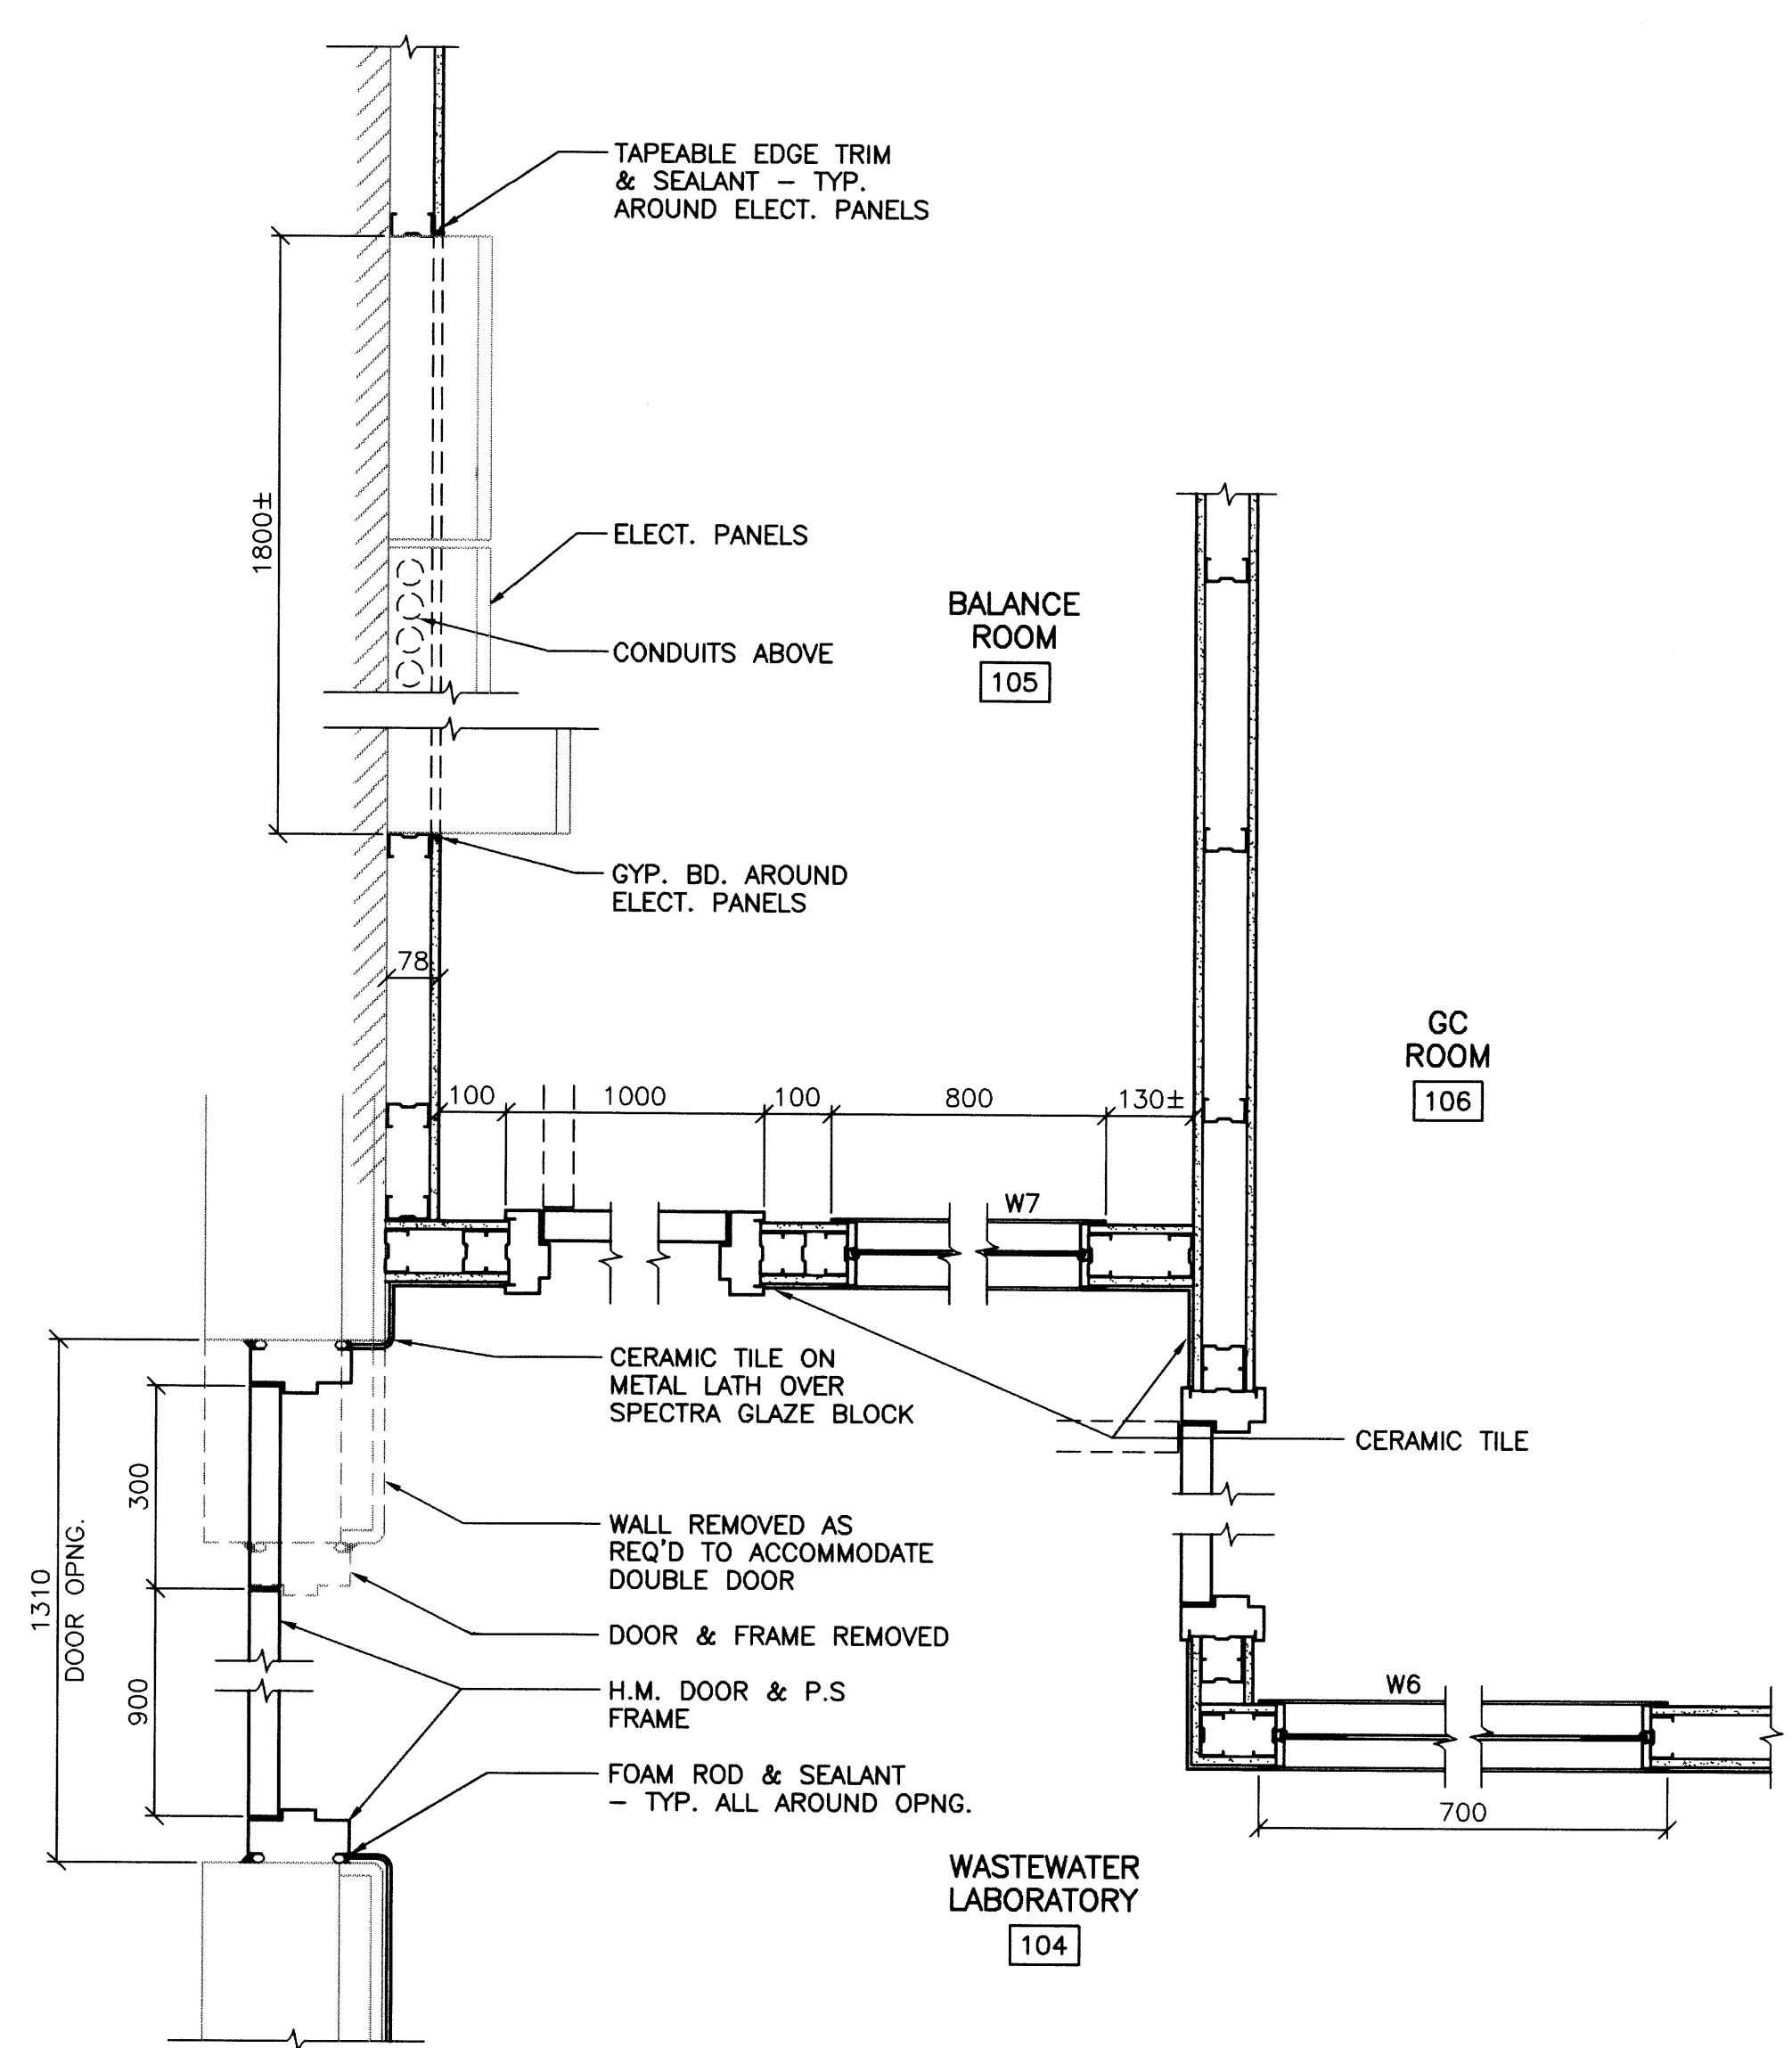 TAPEABLE EDGE TRIM
& SEALANT – TYP.
AROUND ELECT. PANELS
1800±
ELECT. PANELS
CONDUITS ABOVE
BALANCE
ROOM
105
GYP. BD. AROUND
ELECT. PANELS
78
GC
ROOM
106
100
1000
100
800
130±
W7
CERAMIC TILE ON
METAL LATH OVER
SPECTRA GLAZE BLOCK
CERAMIC TILE
300
1310
DOOR OPNG.
900
WALL REMOVED AS
REQ'D TO ACCOMMODATE
DOUBLE DOOR
DOOR & FRAME REMOVED
H.M. DOOR & P.S
FRAME
W6
FOAM ROD & SEALANT
– TYP. ALL AROUND OPNG.
700
WASTEWATER
LABORATORY
104